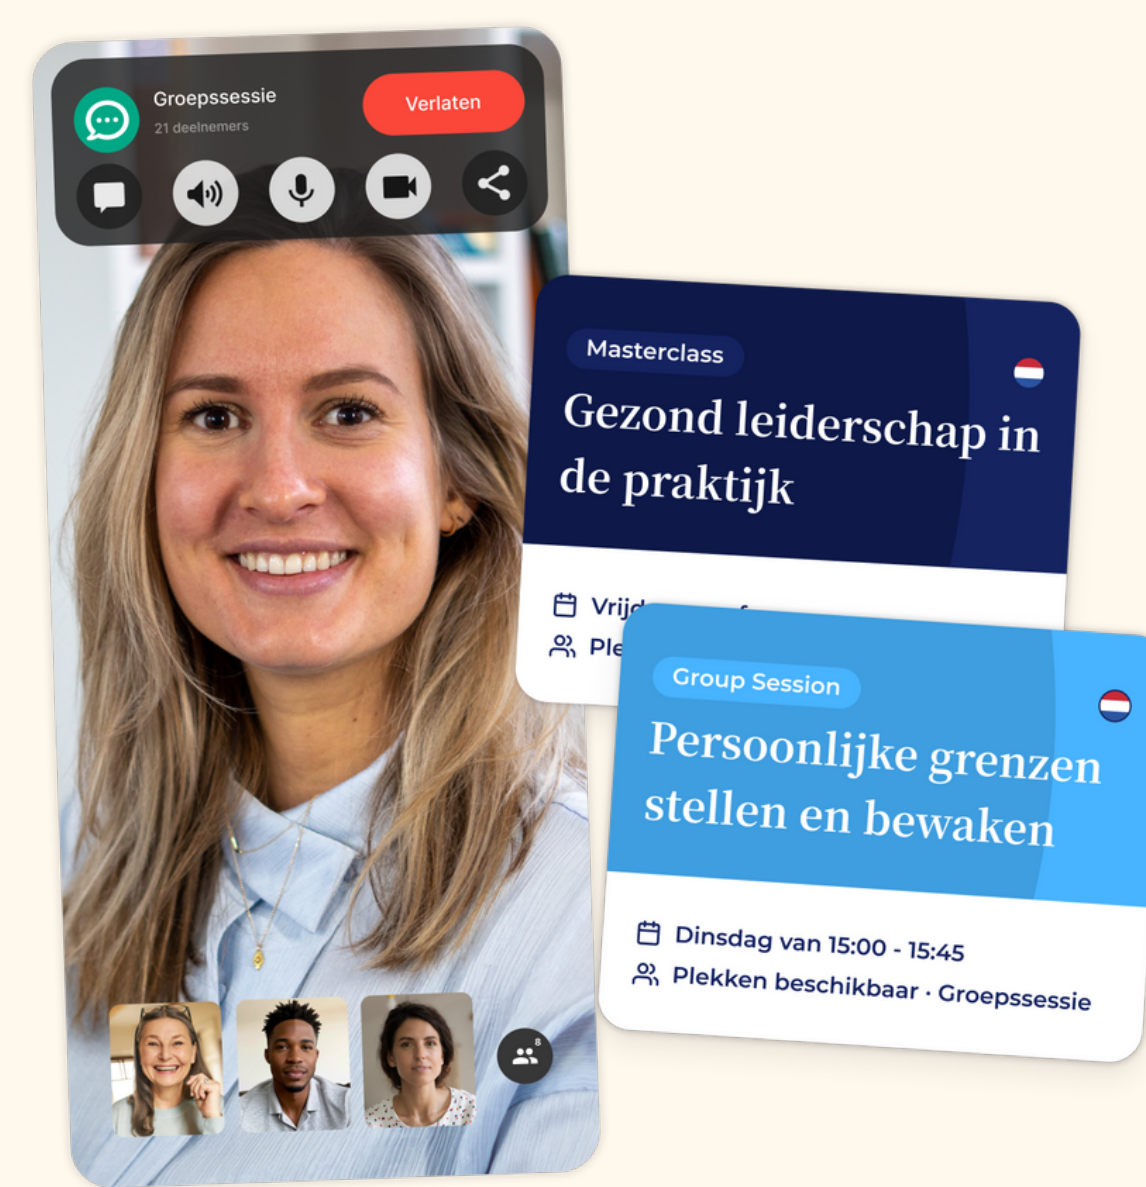 Groepssessie
21 deelnemers
Verlaten
Masterclass
Gezond leiderschap in
de praktijk
Group Session
Persoonlijke grenzen
stellen en bewaken
Dinsdag van 15:00 - 15:45
Plekken beschikbaar · Groepssessie
8